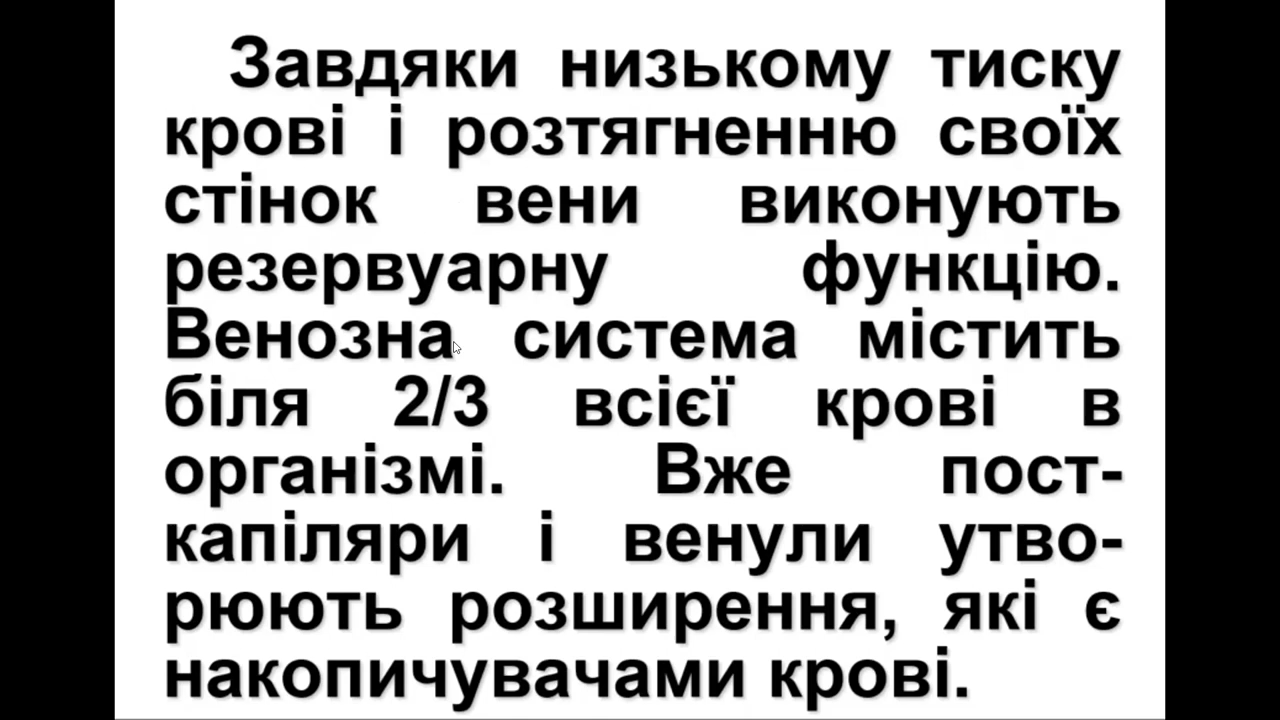 Завдяки низькому тиску
крові і розтягненню своїх
стінок вени виконують
резервуарну функцію.
Венозна система містить
біля 2/3 всієї крові в
організмі. Вже пост-
капіляри і венули утво-
рюють розширення, які є
накопичувачами крові.